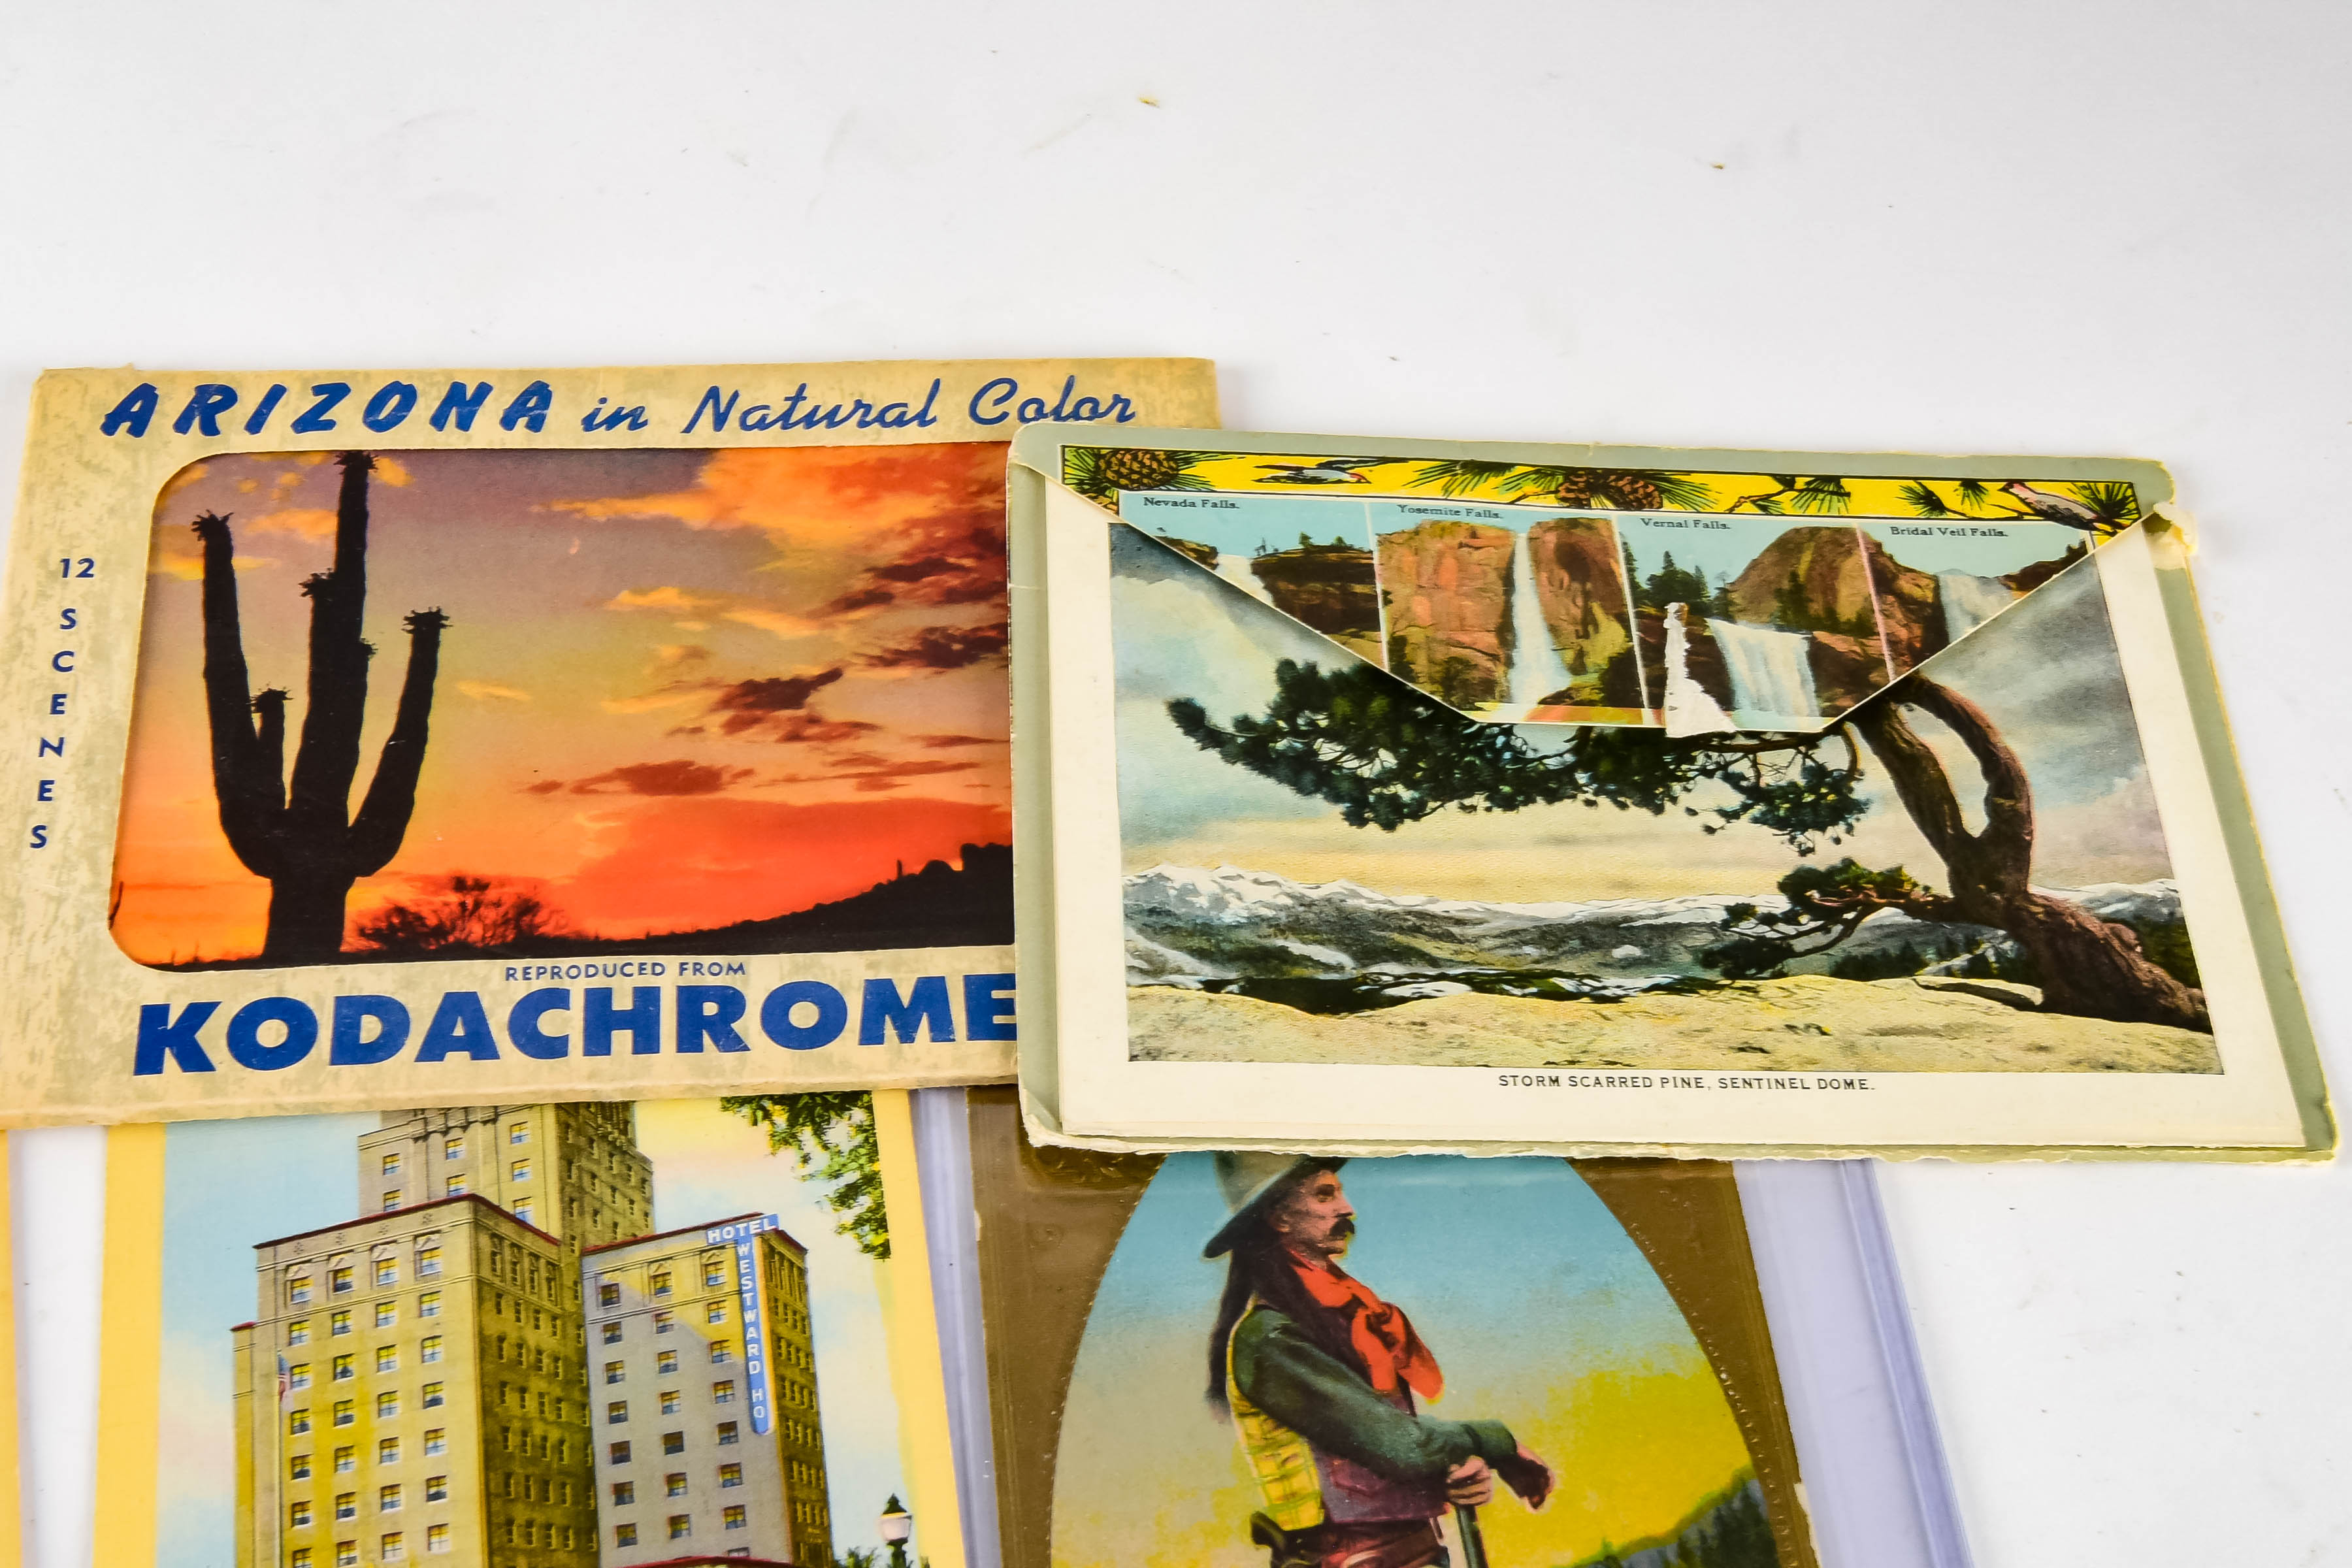 ARIZONA in Natural Color
12 SCENES
REPRODUCED FROM
KODACHROME
Nevada Falls.
Yosemite Falls.
Vernal Falls.
Bridal Veil Falls.
STORM SCARRED PINE, SENTINEL DOME.
HOTEL
WESTWARD HO